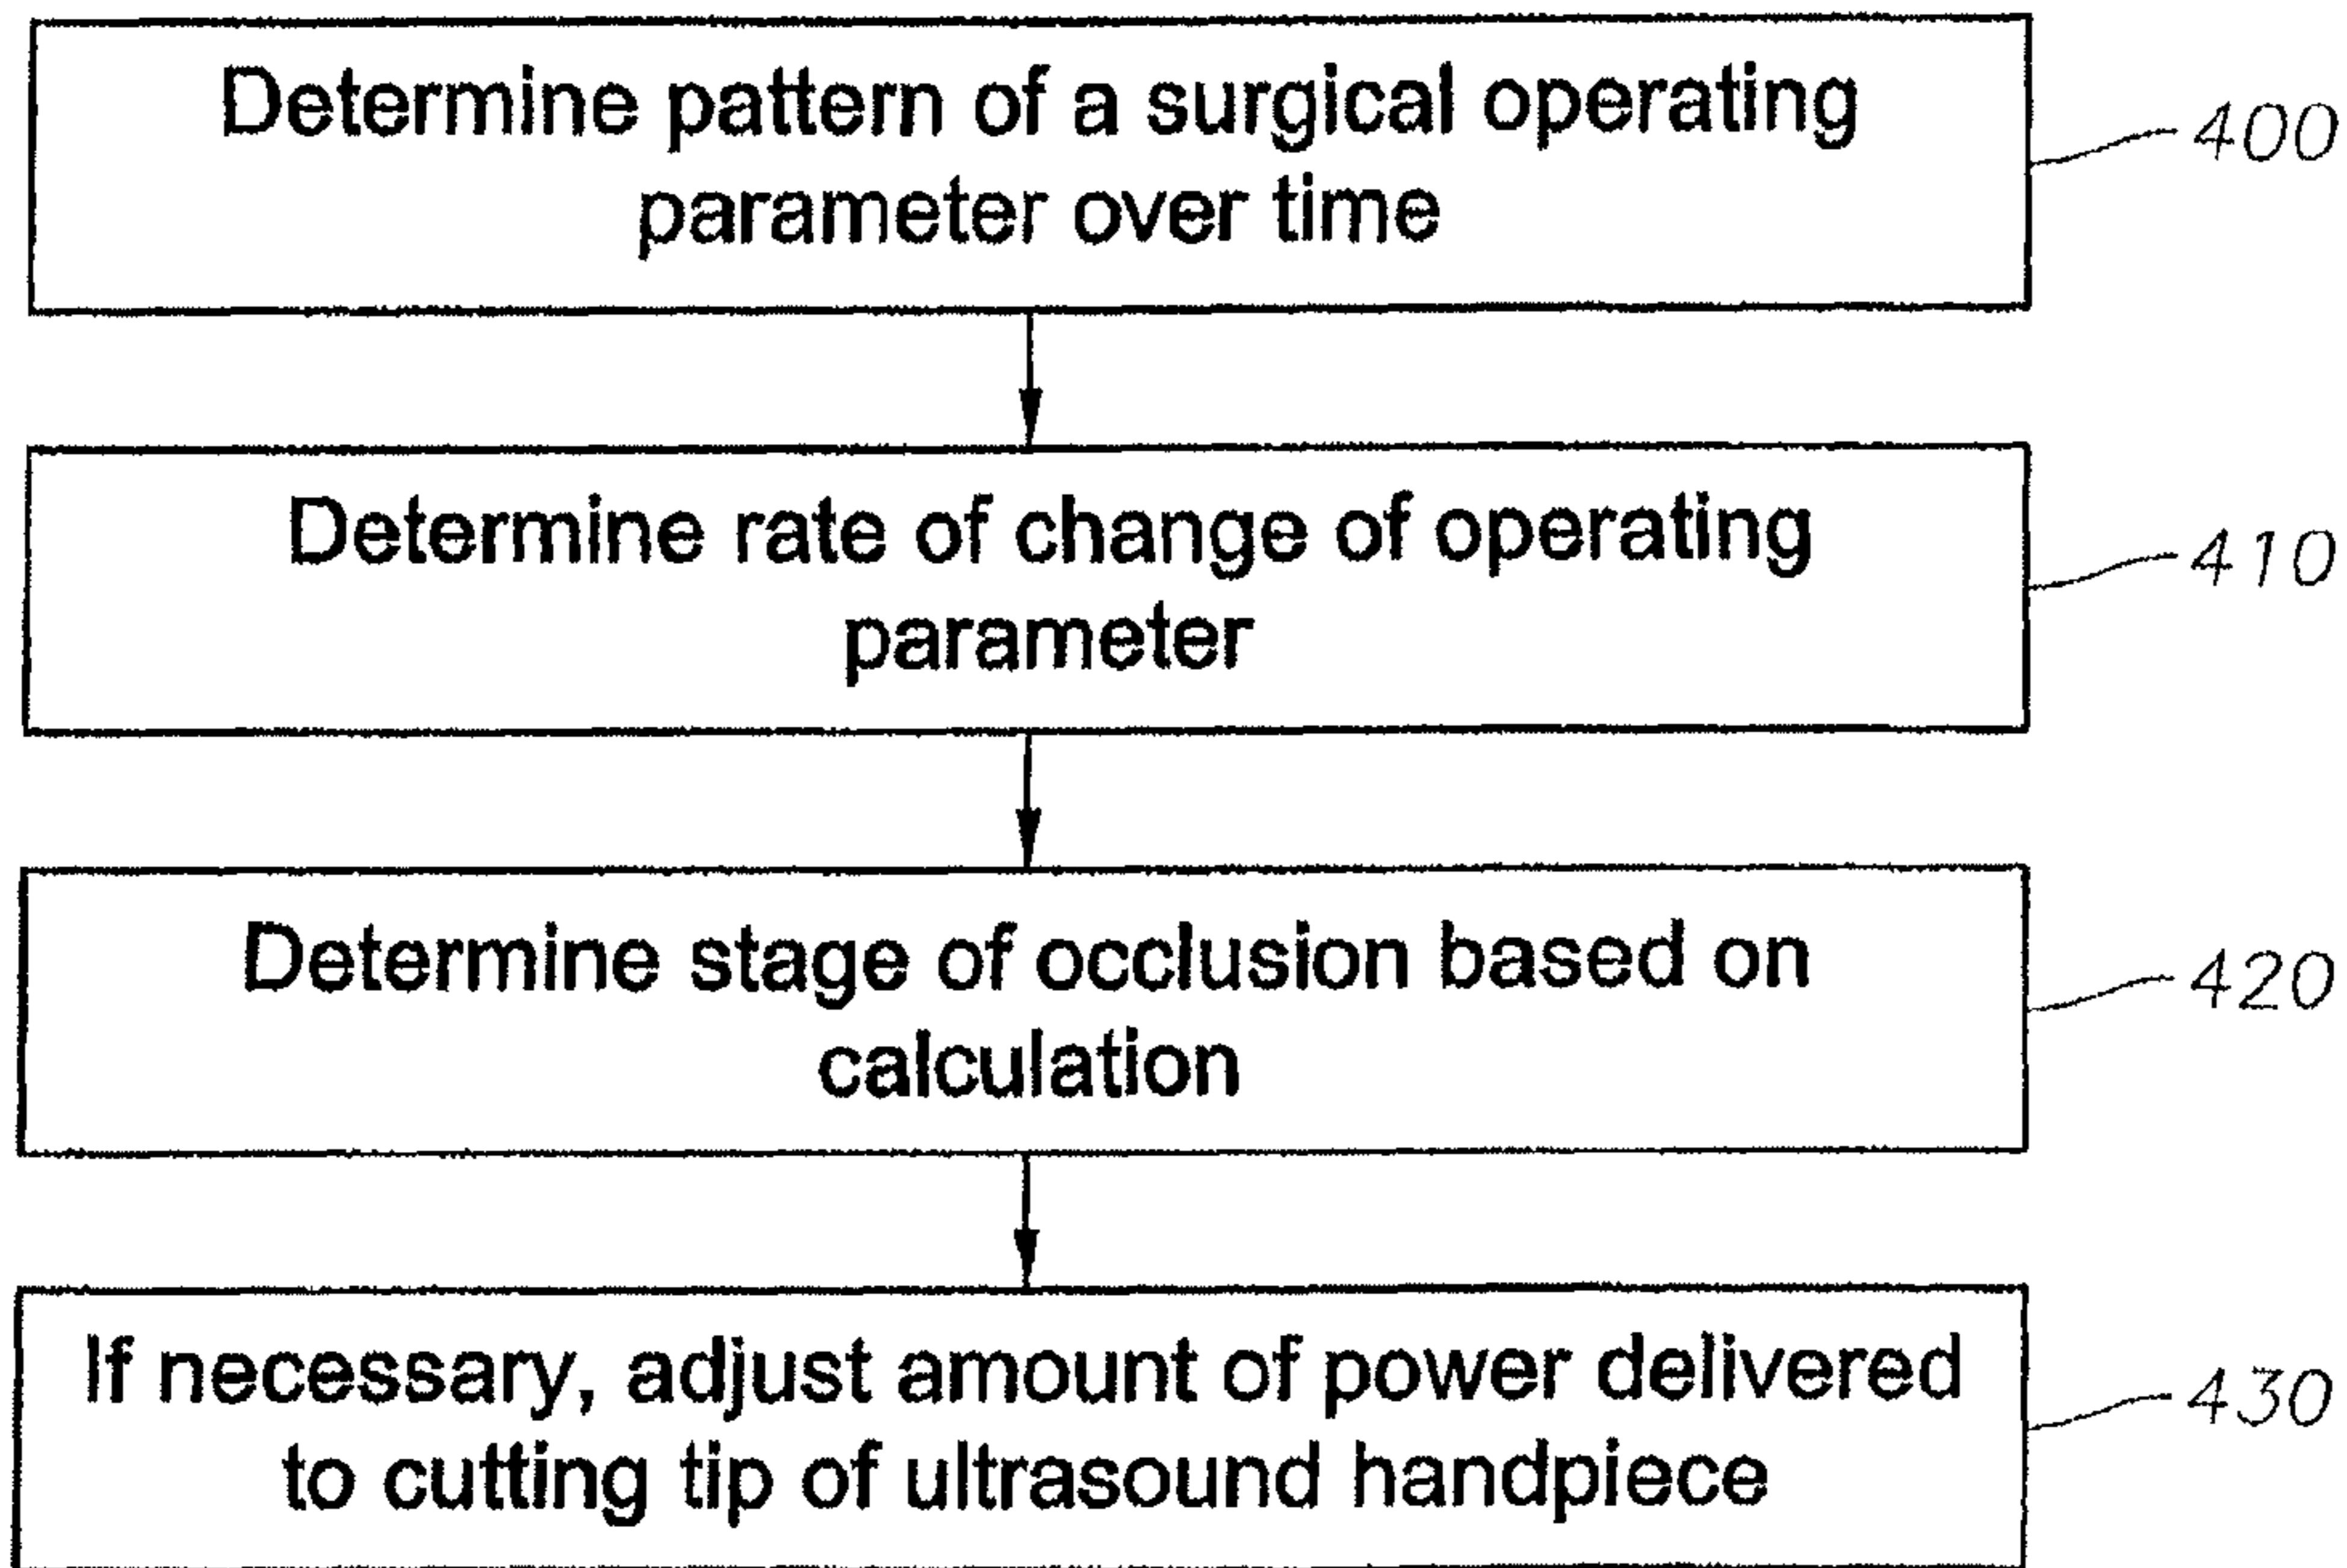 Determine pattern of a surgical operating
parameter over time
400
Determine rate of change of operating
parameter
410
Determine stage of occlusion based on
calculation
420
If necessary, adjust amount of power delivered
to cutting tip of ultrasound handpiece
430